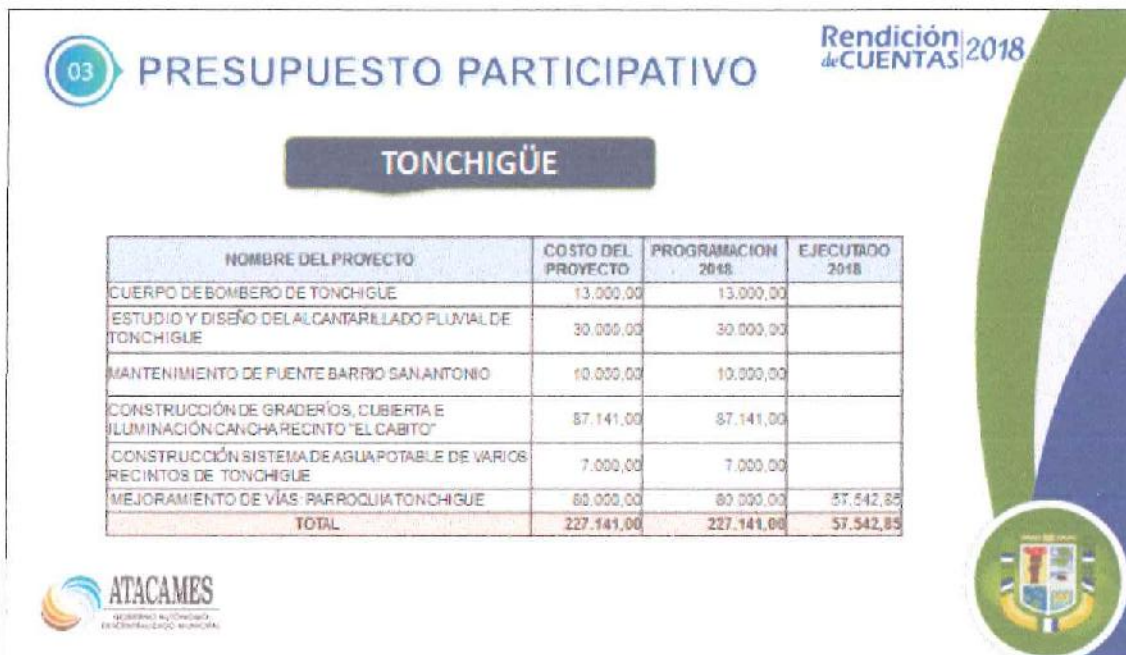 03 PRESUPUESTO PARTICIPATIVO
Rendición
de CUENTAS 2018
TONCHIGÜE
NOMBRE DEL PROYECTO COSTO DEL PROYECTO PROGRAMACION 2018 EJECUTADO 2018
CUERPO DE BOMBERO DE TONCHIGUE 13.000,00 13.000,00
ESTUDIO Y DISEÑO DEL ALCANTARILLADO PLUVIAL DE
TONCHIGUE 30.000,00 30.000,00
MANTENIMIENTO DE PUENTE BARRIO SAN ANTONIO 10.000,00 10.000,00
CONSTRUCCIÓN DE GRADERÍOS, CUBIERTA E
ILUMINACIÓN CANCHA RECINTO "EL CABITO" 87.141,00 87.141,00
CONSTRUCCIÓN SISTEMA DE AGUA POTABLE DE VARIOS
RECINTOS DE TONCHIGUE 7.000,00 7.000,00
MEJORAMIENTO DE VÍAS PARROQUIA TONCHIGUE 80.000,00 80.000,00 57.542,85
TOTAL 227.141,00 227.141,00 57.542,85
ATACAMES
GOBIERNO AUTÓNOMO
DESCENTRALIZADO MUNICIPAL